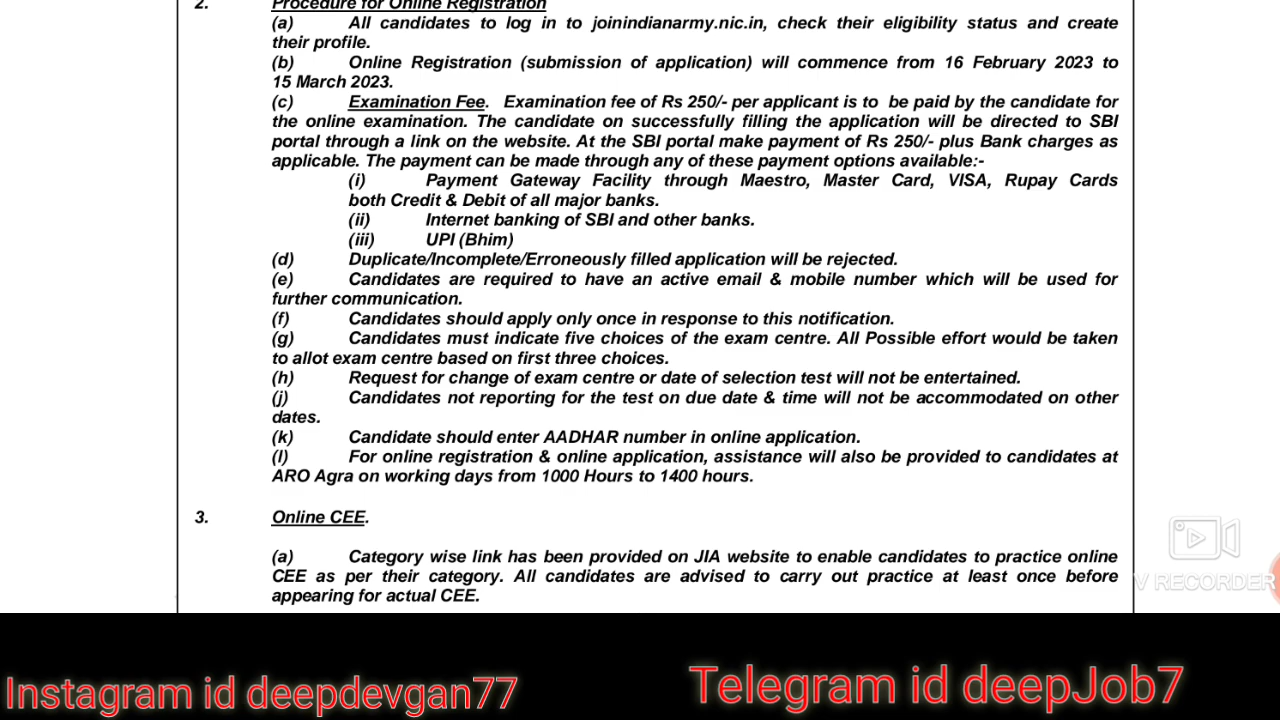 2. Procedure for Online Registration
(a) All candidates to log in to joinindianarmy.nic.in, check their eligibility status and create
their profile.
(b) Online Registration (submission of application) will commence from 16 February 2023 to
15 March 2023.
(c) Examination Fee. Examination fee of Rs 250/- per applicant is to be paid by the candidate for
the online examination. The candidate on successfully filling the application will be directed to SBI
portal through a link on the website. At the SBI portal make payment of Rs 250/- plus Bank charges as
applicable. The payment can be made through any of these payment options available:-
(i) Payment Gateway Facility through Maestro, Master Card, VISA, Rupay Cards
both Credit & Debit of all major banks.
(ii) Internet banking of SBI and other banks.
(iii) UPI (Bhim)
(d) Duplicate/Incomplete/Erroneously filled application will be rejected.
(e) Candidates are required to have an active email & mobile number which will be used for
further communication.
(f) Candidates should apply only once in response to this notification.
(g) Candidates must indicate five choices of the exam centre. All Possible effort would be taken
to allot exam centre based on first three choices.
(h) Request for change of exam centre or date of selection test will not be entertained.
(j) Candidates not reporting for the test on due date & time will not be accommodated on other
dates.
(k) Candidate should enter AADHAR number in online application.
(l) For online registration & online application, assistance will also be provided to candidates at
ARO Agra on working days from 1000 Hours to 1400 hours.
3. Online CEE.
(a) Category wise link has been provided on JIA website to enable candidates to practice online
CEE as per their category. All candidates are advised to carry out practice at least once before
appearing for actual CEE.
V RECORDER
Instagram id deepdevgan77
Telegram id deepJob7